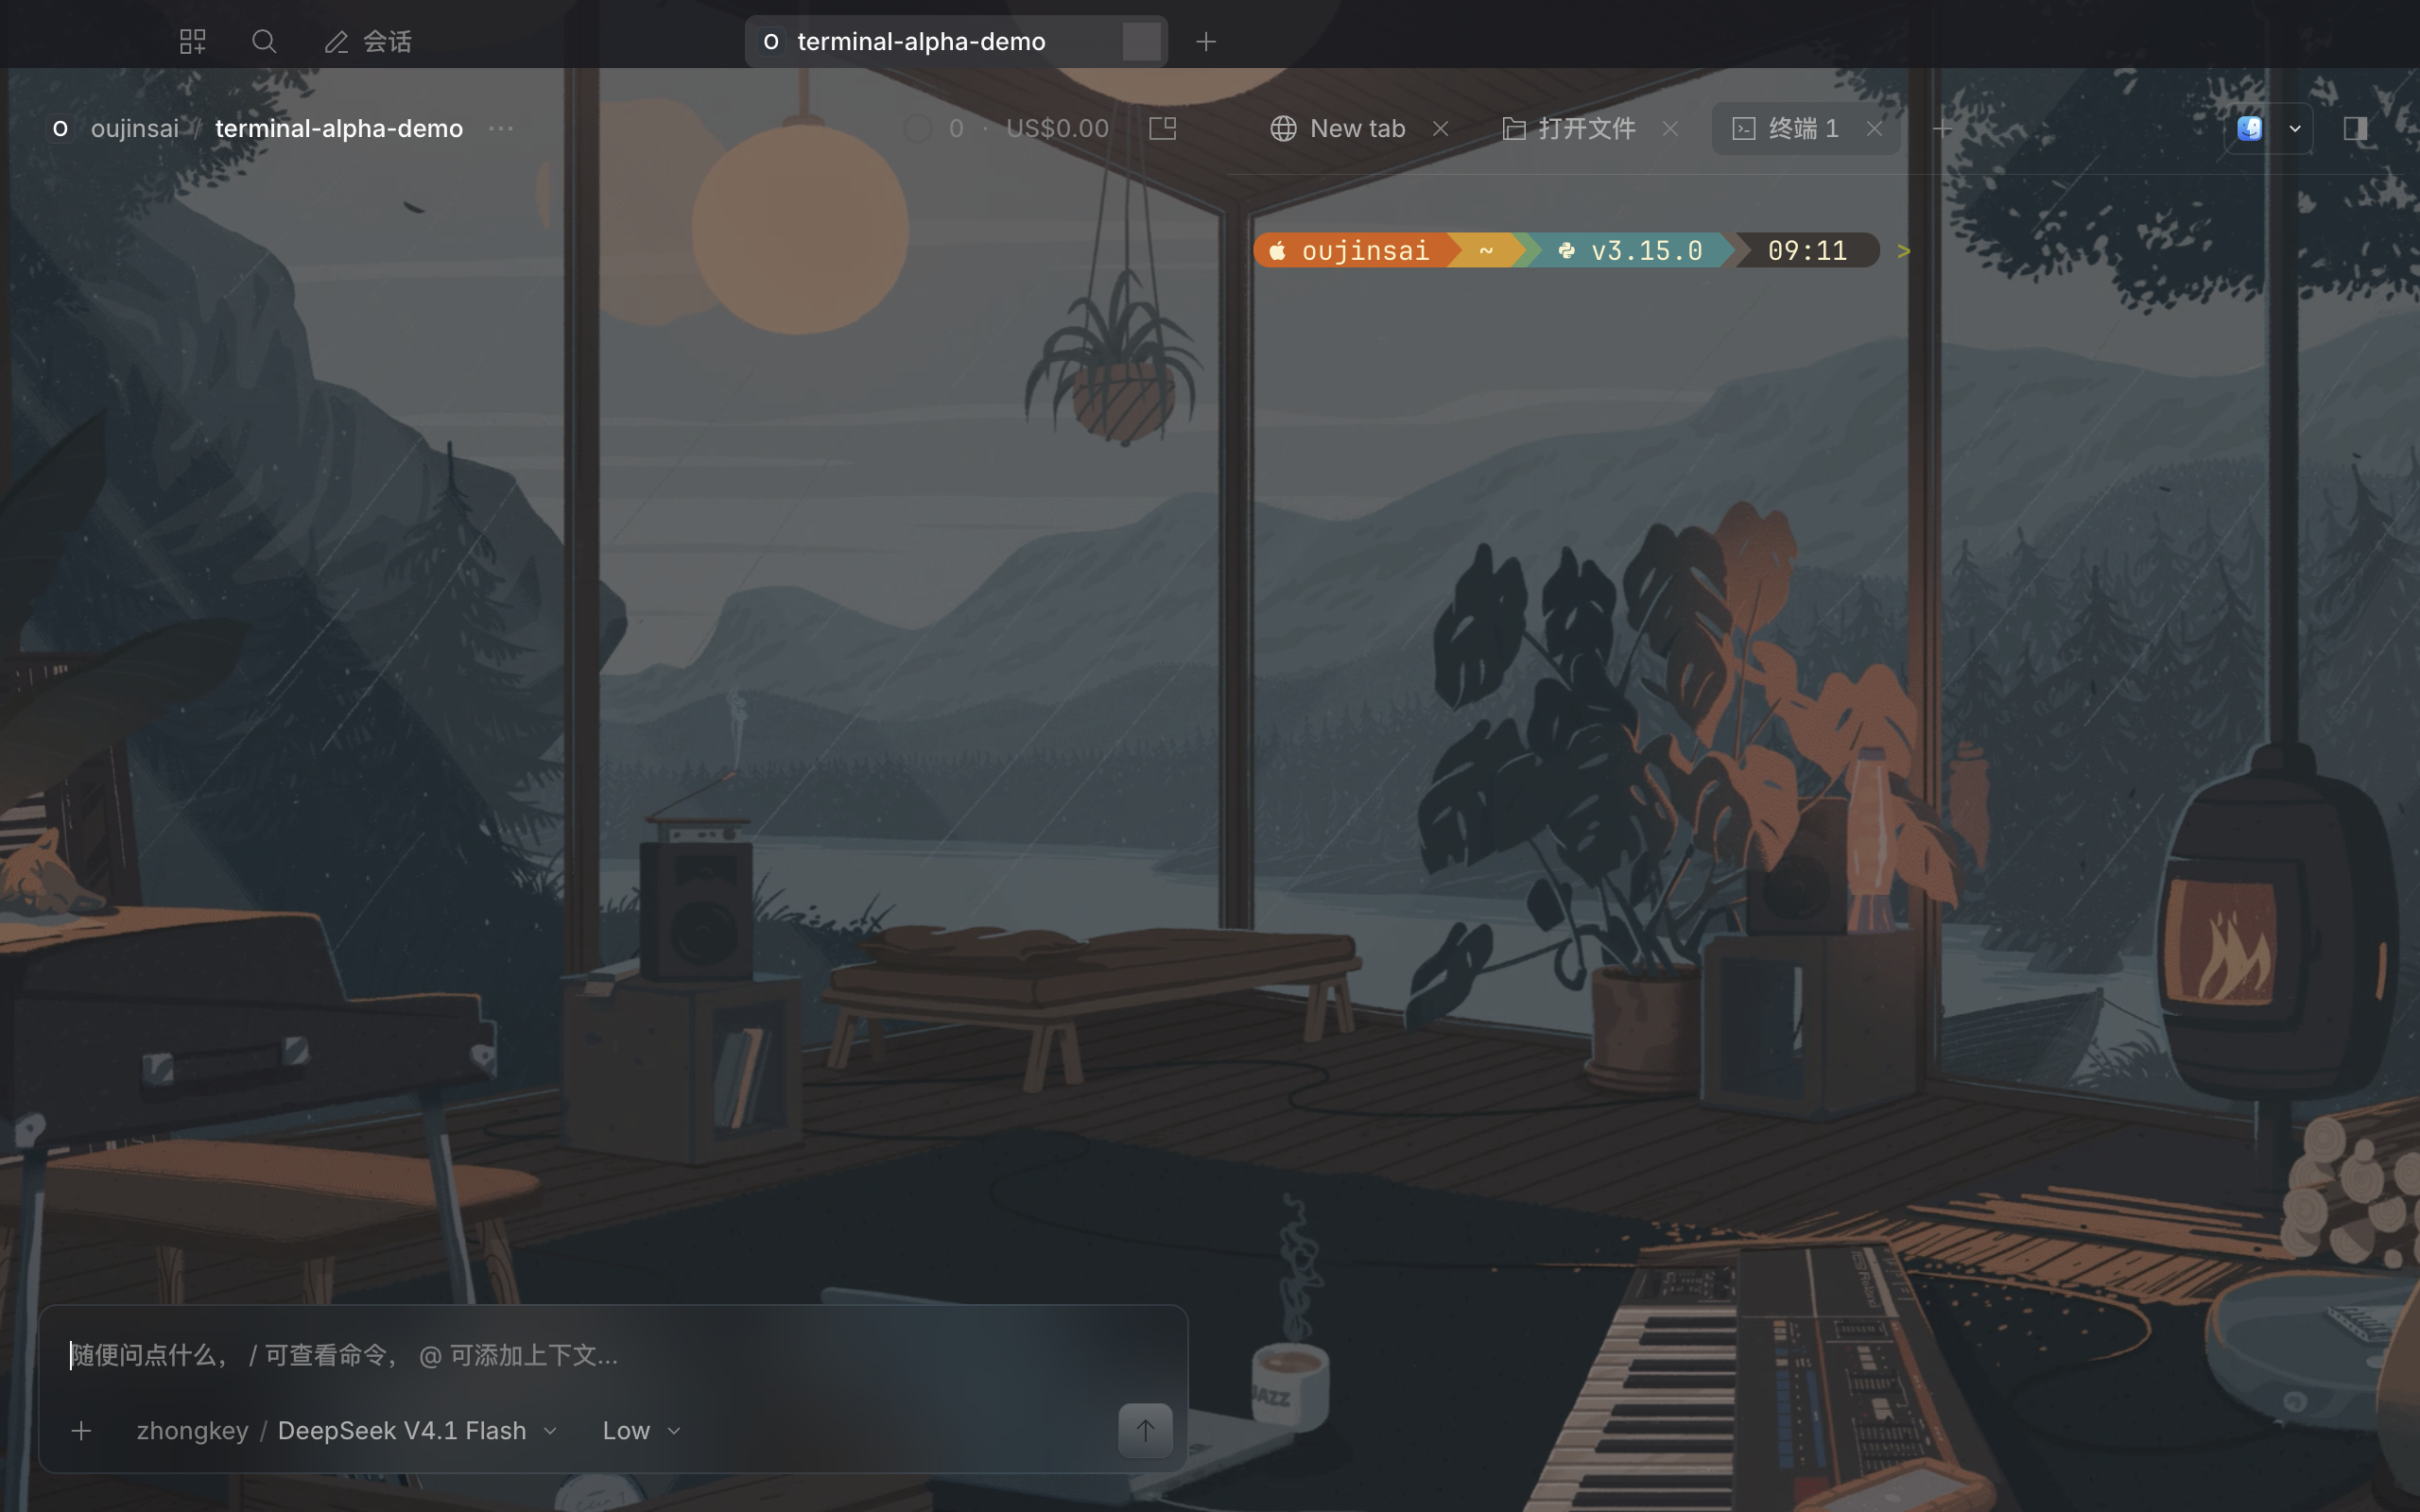 会话
O terminal-alpha-demo
O oujinsai / terminal-alpha-demo ···
0 · US$0.00
New tab
打开文件
终端 1
oujinsai ~ v3.15.0 09:11 >
Roland
JAZZ
随便问点什么， / 可查看命令， @ 可添加上下文...
zhongkey / DeepSeek V4.1 Flash Low